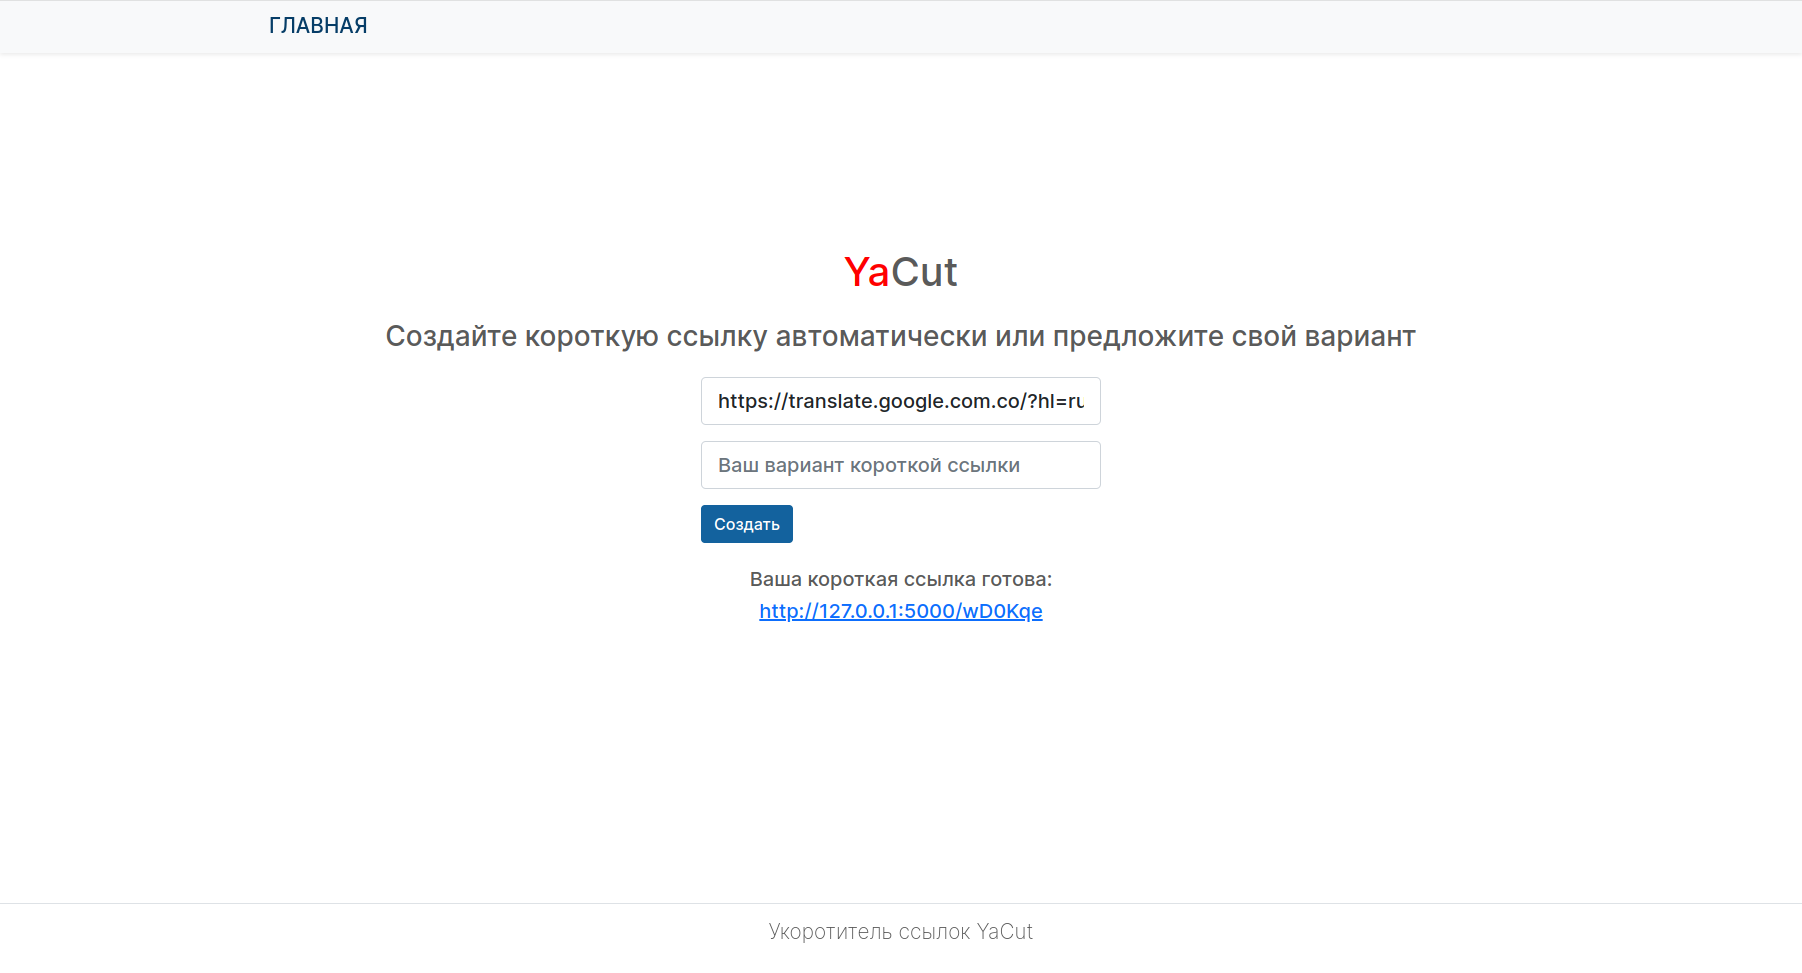 ГЛАВНАЯ
YaCut
Создайте короткую ссылку автоматически или предложите свой вариант
https://translate.google.com.co/?hl=ru
Ваш вариант короткой ссылки
Создать
Ваша короткая ссылка готова:
http://127.0.0.1:5000/wD0Kqe
Укоротитель ссылок YaCut